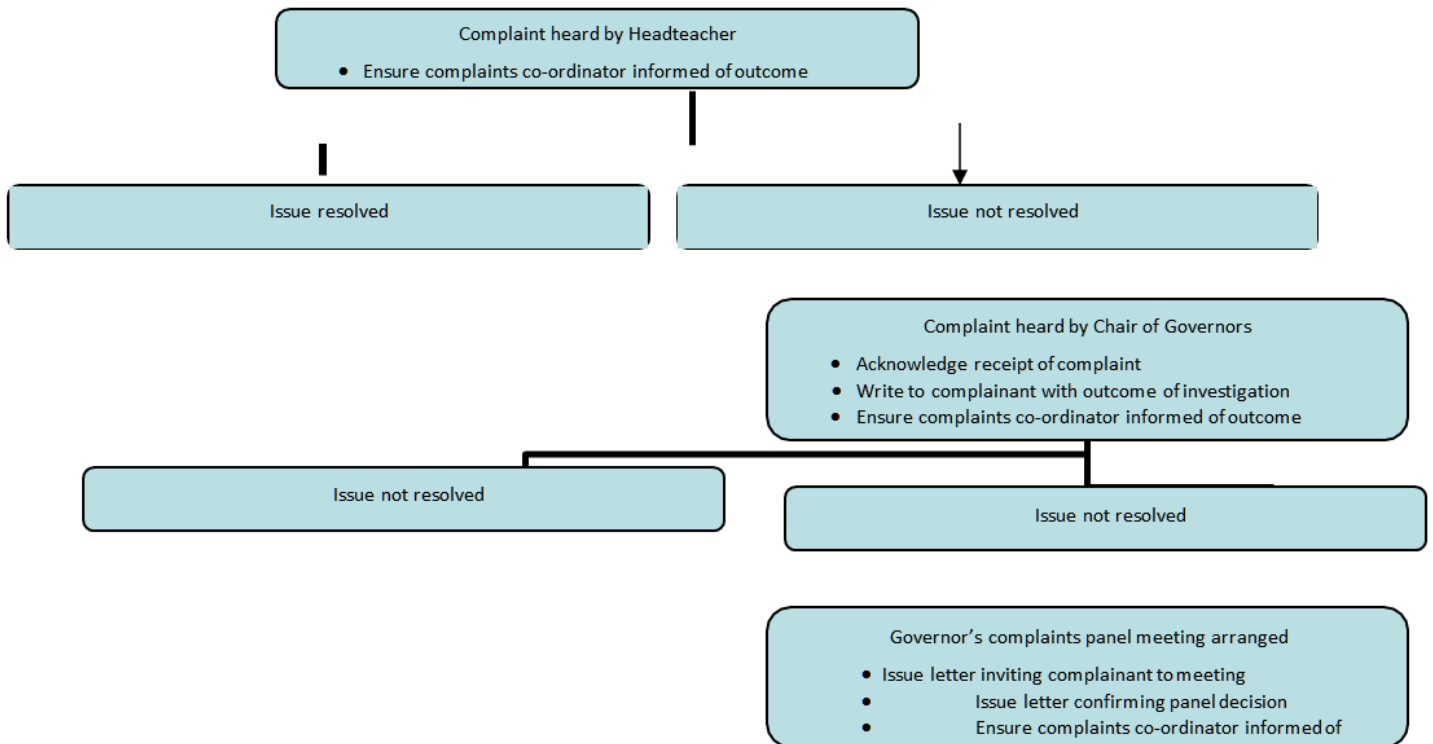 Complaint heard by Headteacher
• Ensure complaints co-ordinator informed of outcome
Issue resolved
Issue not resolved
Complaint heard by Chair of Governors
• Acknowledge receipt of complaint
• Write to complainant with outcome of investigation
• Ensure complaints co-ordinator informed of outcome
Issue not resolved
Issue not resolved
Governor’s complaints panel meeting arranged
• Issue letter inviting complainant to meeting
• Issue letter confirming panel decision
• Ensure complaints co-ordinator informed of